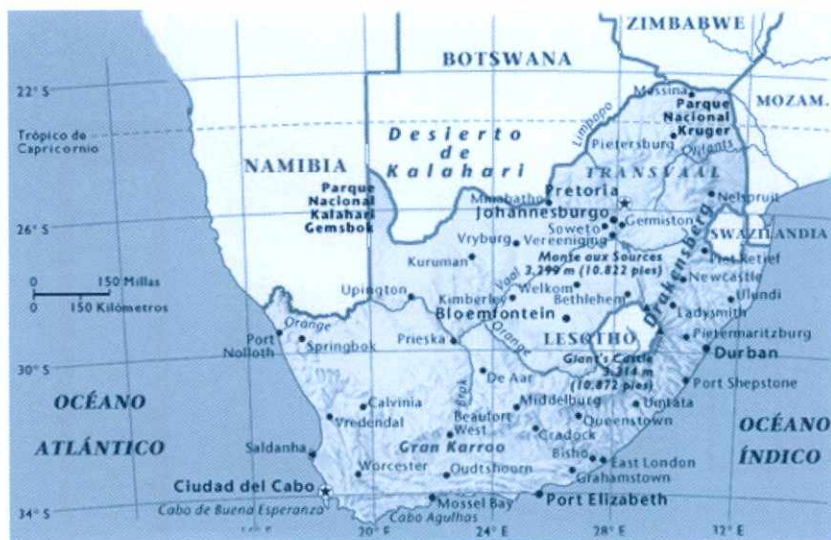 ZIMBABWE
BOTSWANA
22° S
Messina
Parque
Nacional
Kruger
MOZAM.
Trópico de
Capricornio
Limpopo
Desierto
de
Kalahari
Pietersburg
Olifants
TRANSVAAL
NAMIBIA
Parque
Nacional
Kalahari
Gemsbok
Pretoria
Mmabatho
Nelspruit
Johannesburgo
Germiston
26° S
Soweto
SWAZILANDIA
Vryburg
Vereeniging
Monte aux Sources
3,299 m (10.822 pies)
Piet Retief
Kuruman
Drakensberg
Newcastle
0 150 Millas
0 150 Kilómetros
Vaal
Welkom
Upington
Kimberley
Bethlehem
Ulundi
Bloemfontein
Ladysmith
Orange
Port
Nolloth
Springbok
Prieska
Orange
LESOTHO
Pietermaritzburg
Giant's Castle
3,314 m
(10,872 pies)
Durban
30° S
De Aar
Port Shepstone
OCÉANO
ATLÁNTICO
Brak
Calvinia
Middelburg
Umtata
OCÉANO
ÍNDICO
Vredendal
Beaufort
West
Queenstown
Cradock
Gran Karroo
Saldanha
Bisho
East London
Worcester
Oudtshoorn
Grahamstown
Ciudad del Cabo
Port Elizabeth
Mossel Bay
Cabo de Buena Esperanza
Cabo Agulhas
34° S
20° E
24° E
28° E
32° E